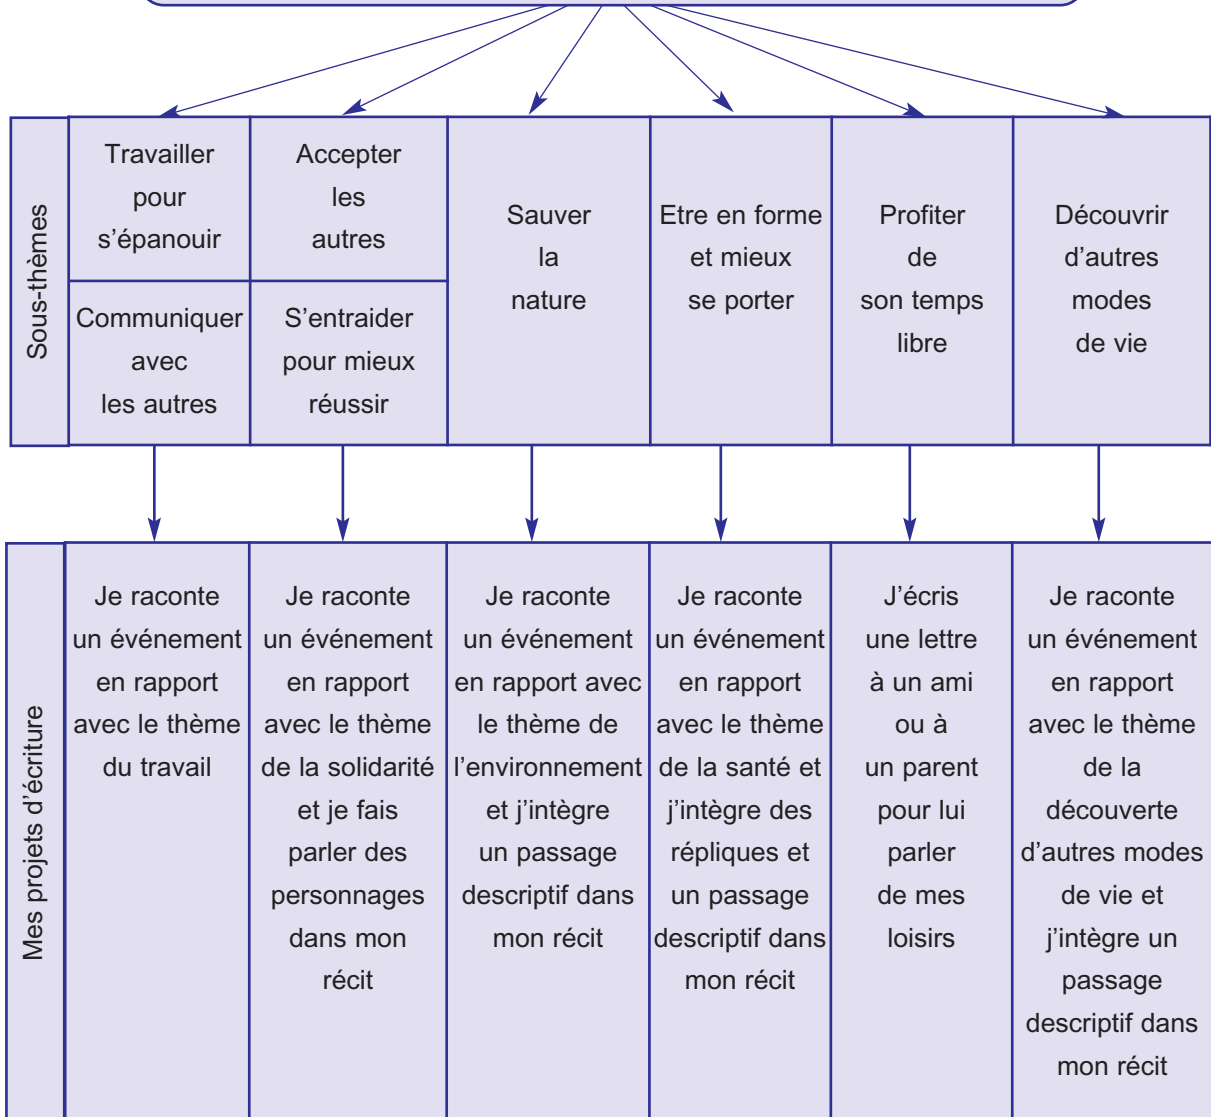 Sous-thèmes
Travailler
pour
s'épanouir
Communiquer
avec
les autres
Accepter
les
autres
S'entraider
pour mieux
réussir
Sauver
la
nature
Etre en forme
et mieux
se porter
Profiter
de
son temps
libre
Découvrir
d'autres
modes
de vie
Mes projets d'écriture
Je raconte
un événement
en rapport
avec le thème
du travail
Je raconte
un événement
en rapport
avec le thème
de la solidarité
et je fais
parler des
personnages
dans mon
récit
Je raconte
un événement
en rapport avec
le thème de
l'environnement
et j'intègre
un passage
descriptif dans
mon récit
Je raconte
un événement
en rapport
avec le thème
de la santé et
j'intègre des
répliques et
un passage
descriptif dans
mon récit
J'écris
une lettre
à un ami
ou à
un parent
pour lui
parler
de mes
loisirs
Je raconte
un événement
en rapport
avec le thème
de la
découverte
d'autres modes
de vie et
j'intègre un
passage
descriptif dans
mon récit